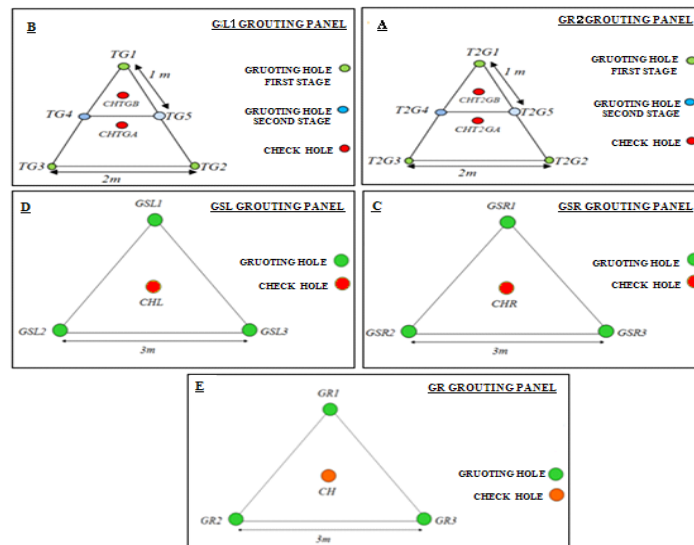 B
GL1 GROUTING PANEL
TG1
1 m
CHTGB
TG4
TG5
CHTGA
TG3
TG2
2m
GRUOTING HOLE
FIRST STAGE
GRUOTING HOLE
SECOND STAGE
CHECK HOLE
A
GR2 GROUTING PANEL
T2G1
1 m
CHT2GB
T2G4
T2G5
CHT2GA
T2G3
T2G2
2m
GRUOTING HOLE
FIRST STAGE
GRUOTING HOLE
SECOND STAGE
CHECK HOLE
D
GSL GROUTING PANEL
GSL1
CHL
GSL2
GSL3
3m
GRUOTING HOLE
CHECK HOLE
C
GSR GROUTING PANEL
GSR1
CHR
GSR2
GSR3
3m
GRUOTING HOLE
CHECK HOLE
E
GR GROUTING PANEL
GR1
CH
GR2
GR3
3m
GRUOTING HOLE
CHECK HOLE